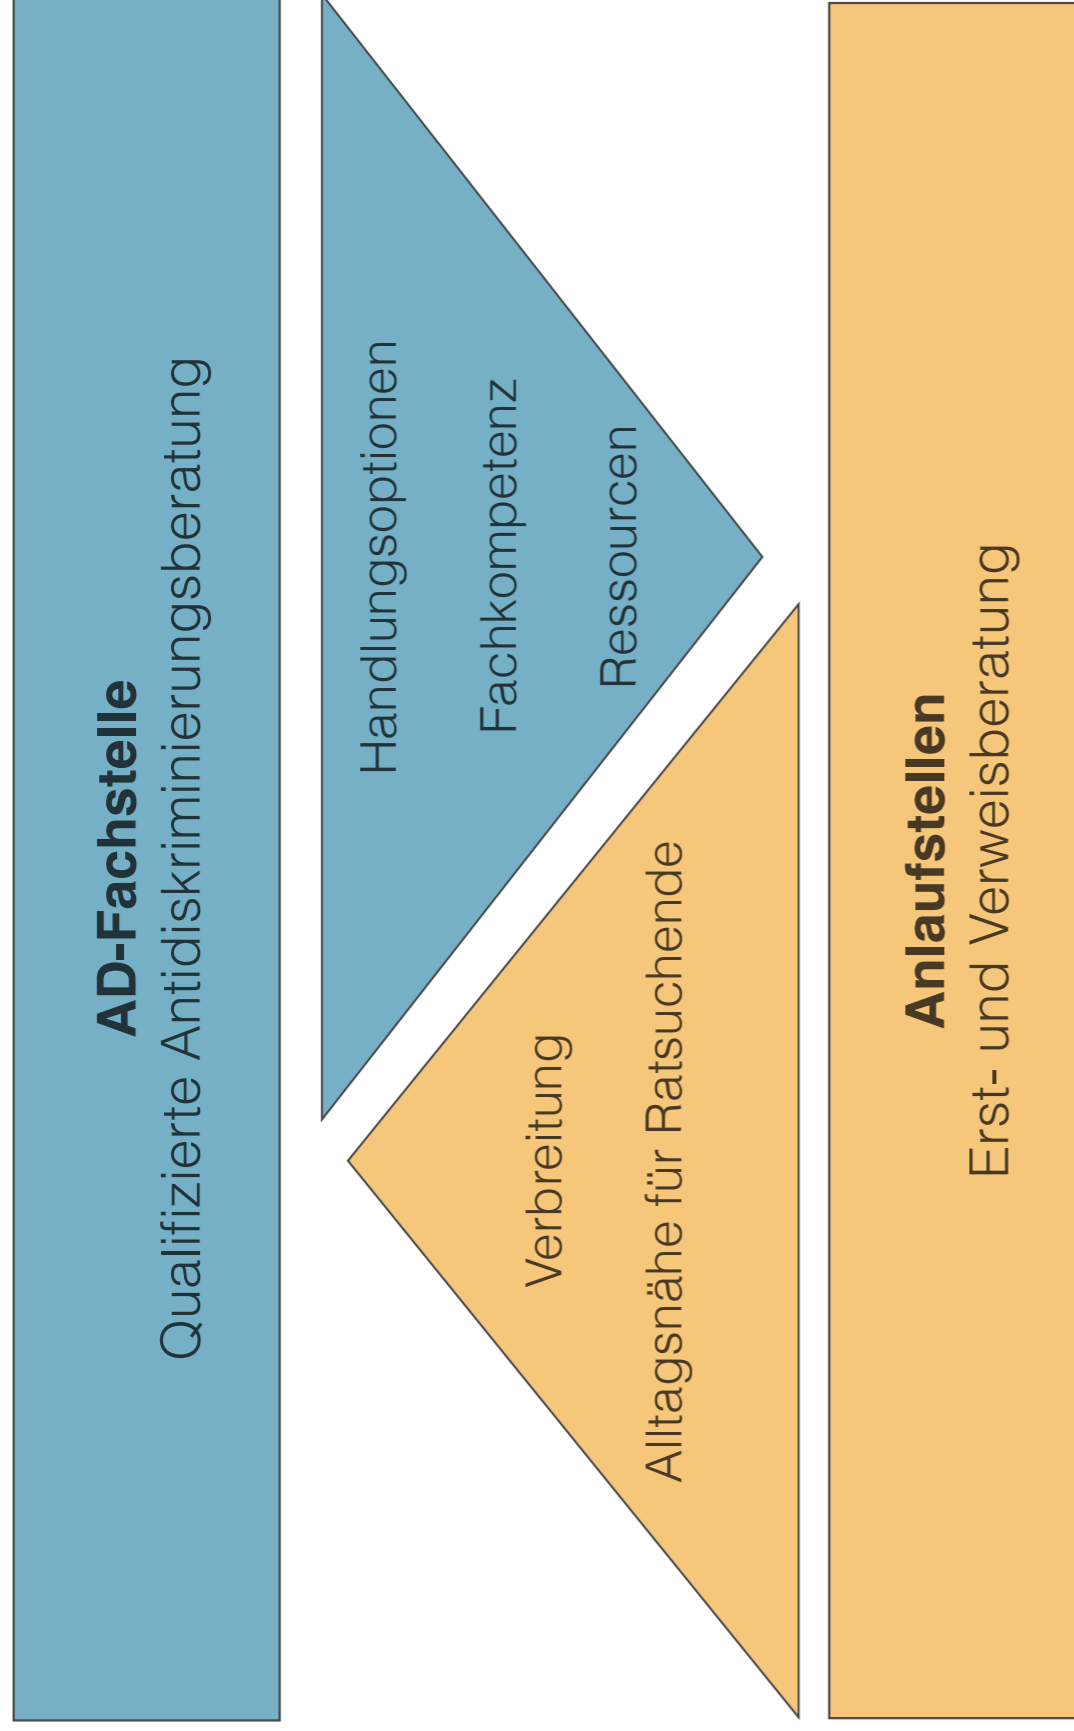 AD-Fachstelle
Qualifizierte Antidiskriminierungsberatung
Handlungsoptionen
Fachkompetenz
Ressourcen
Verbreitung
Alltagsnähe für Ratsuchende
Anlaufstellen
Erst- und Verweisberatung